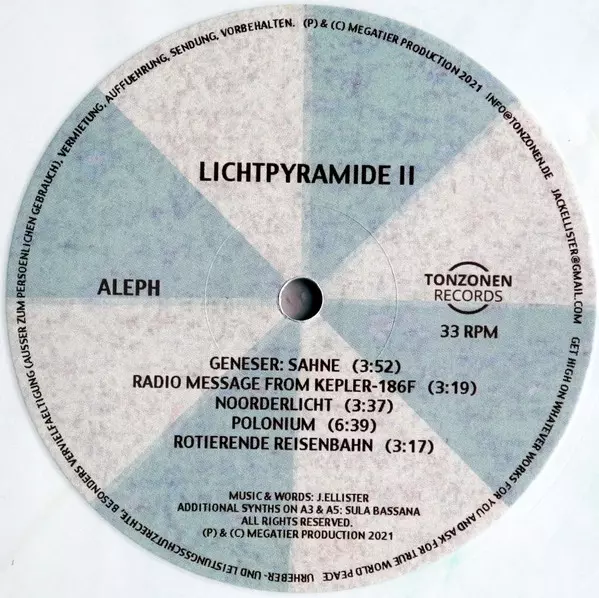 LICHTPYRAMIDE II
ALEPH
TONZONEN
RECORDS
33 RPM
GENESER: SAHNE (3:52)
RADIO MESSAGE FROM KEPLER-186F (3:19)
NOORDERLICHT (3:37)
POLONIUM (6:39)
ROTIERENDE REISENBAHN (3:17)
MUSIC & WORDS: J.ELLISTER
ADDITIONAL SYNTHS ON A3 & A5: SULA BASSANA
ALL RIGHTS RESERVED.
(P) & (C) MEGATIER PRODUCTION 2021
URHEBER- UND LEISTUNGSSCHUTZRECHTE, BESONDERS VERVIELFAELTIGUNG (AUSSER ZUM PERSOENLICHEN GEBRAUCH), VERMIETUNG, AUFFUEHRUNG, SENDUNG, VORBEHALTEN. (P) & (C) MEGATIER PRODUCTION 2021 INFO@TONZONEN.DE JACKELLISTER@GMAIL.COM GET HIGH ON WHATEVER WORKS FOR YOU AND ASK FOR TRUE WORLD PEACE